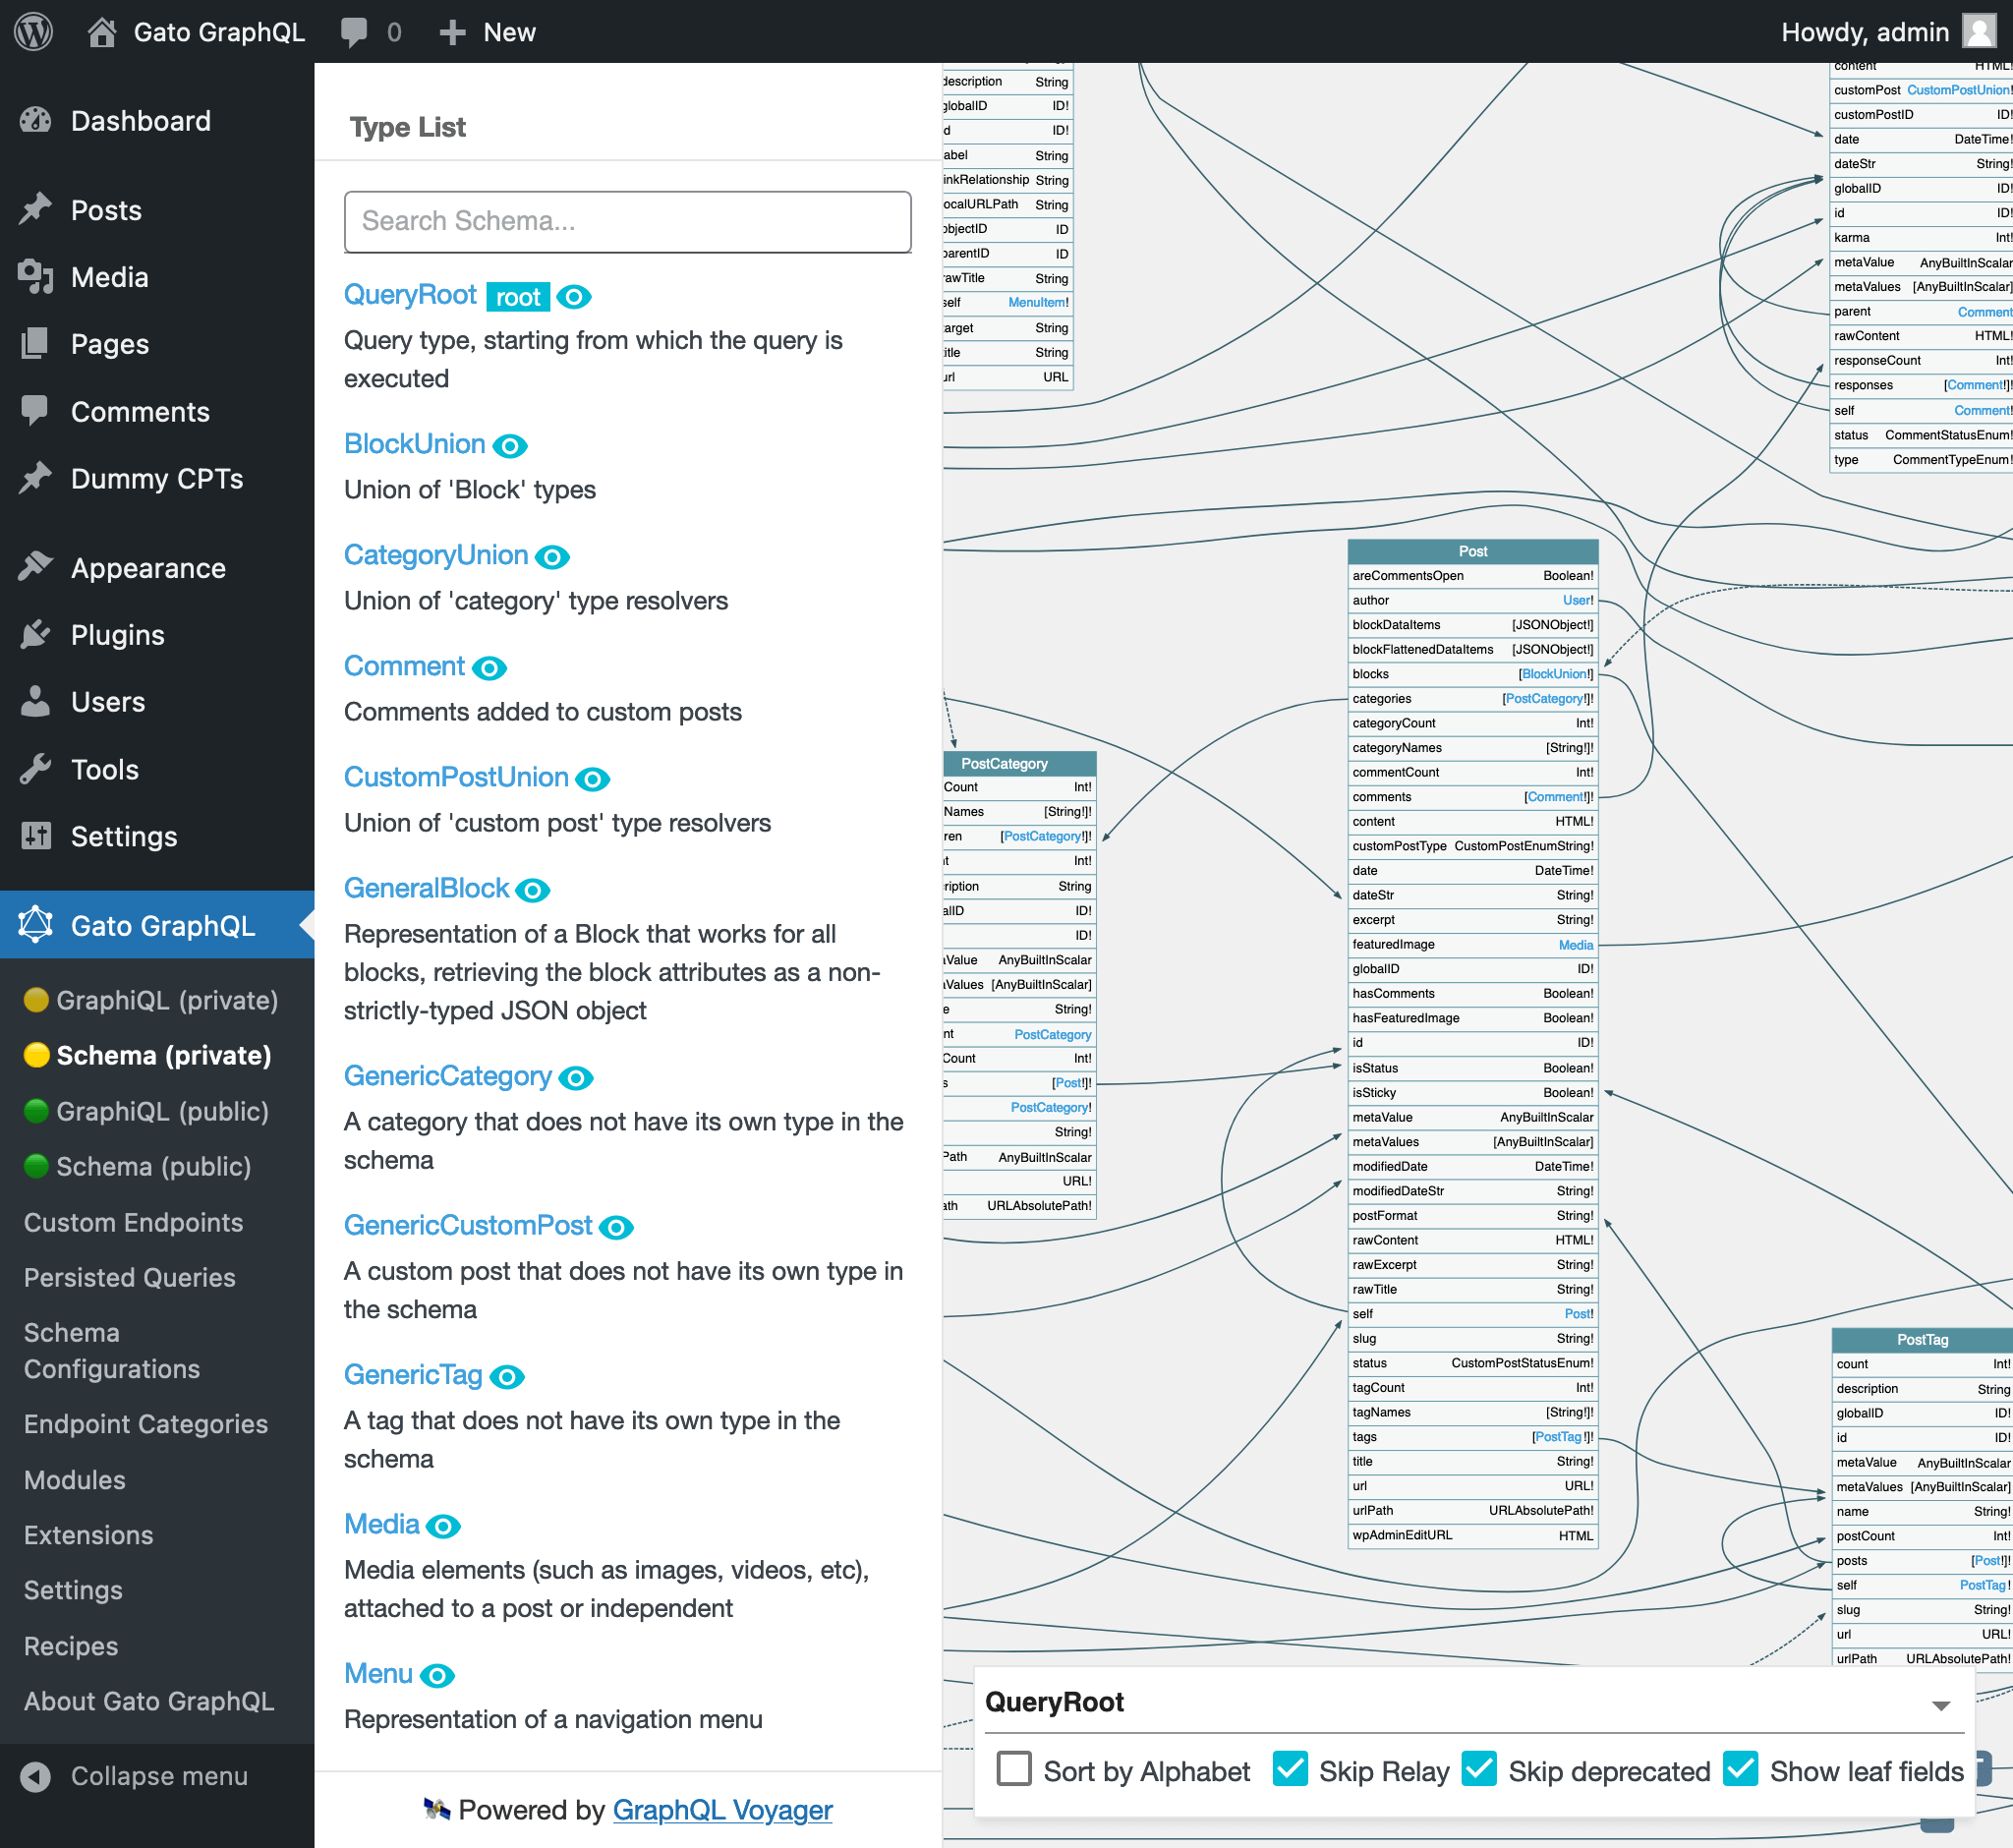 Gato GraphQL
0
New
Howdy, admin
Dashboard
Posts
Media
Pages
Comments
Dummy CPTs
Appearance
Plugins
Users
Tools
Settings
Gato GraphQL
GraphiQL (private)
Schema (private)
GraphiQL (public)
Schema (public)
Custom Endpoints
Persisted Queries
Schema
Configurations
Endpoint Categories
Modules
Extensions
Settings
Recipes
About Gato GraphQL
Collapse menu
Type List
Search Schema...
QueryRoot root
Query type, starting from which the query is
executed
BlockUnion
Union of 'Block' types
CategoryUnion
Union of 'category' type resolvers
Comment
Comments added to custom posts
CustomPostUnion
Union of 'custom post' type resolvers
GeneralBlock
Representation of a Block that works for all
blocks, retrieving the block attributes as a non-
strictly-typed JSON object
GenericCategory
A category that does not have its own type in the
schema
GenericCustomPost
A custom post that does not have its own type in
the schema
GenericTag
A tag that does not have its own type in the
schema
Media
Media elements (such as images, videos, etc),
attached to a post or independent
Menu
Representation of a navigation menu
Powered by GraphQL Voyager
description String
globalID ID!
d ID!
abel String
inkRelationship String
ocalURLPath String
objectID ID
parentID ID
rawTitle String
self MenuItem!
target String
itle String
url URL
PostCategory
Count Int!
Names [String!]!
ren [PostCategory!]!
nt Int!
ription String
alID ID!
ID!
aValue AnyBuiltInScalar
aValues [AnyBuiltInScalar]
e String!
nt PostCategory
Count Int!
s [Post!]!
PostCategory!
String!
Path AnyBuiltInScalar
URL!
ath URLAbsolutePath!
Post
areCommentsOpen Boolean!
author User!
blockDataItems [JSONObject!]
blockFlattenedDataItems [JSONObject!]
blocks [BlockUnion!]
categories [PostCategory!]!
categoryCount Int!
categoryNames [String!]!
commentCount Int!
comments [Comment!]!
content HTML!
customPostType CustomPostEnumString!
date DateTime!
dateStr String!
excerpt String!
featuredImage Media
globalID ID!
hasComments Boolean!
hasFeaturedImage Boolean!
id ID!
isStatus Boolean!
isSticky Boolean!
metaValue AnyBuiltInScalar
metaValues [AnyBuiltInScalar]
modifiedDate DateTime!
modifiedDateStr String!
postFormat String!
rawContent HTML!
rawExcerpt String!
rawTitle String!
self Post!
slug String!
status CustomPostStatusEnum!
tagCount Int!
tagNames [String!]!
tags [PostTag!]!
title String!
url URL!
urlPath URLAbsolutePath!
wpAdminEditURL HTML
content HTML!
customPost CustomPostUnion!
customPostID ID!
date DateTime!
dateStr String!
globalID ID!
id ID!
karma Int!
metaValue AnyBuiltInScalar
metaValues [AnyBuiltInScalar]
parent Comment
rawContent HTML!
responseCount Int!
responses [Comment!]!
self Comment!
status CommentStatusEnum!
type CommentTypeEnum!
PostTag
count Int!
description String
globalID ID!
id ID!
metaValue AnyBuiltInScalar
metaValues [AnyBuiltInScalar]
name String!
postCount Int!
posts [Post!]!
self PostTag!
slug String!
url URL!
urlPath URLAbsolutePath!
QueryRoot
Sort by Alphabet
Skip Relay
Skip deprecated
Show leaf fields